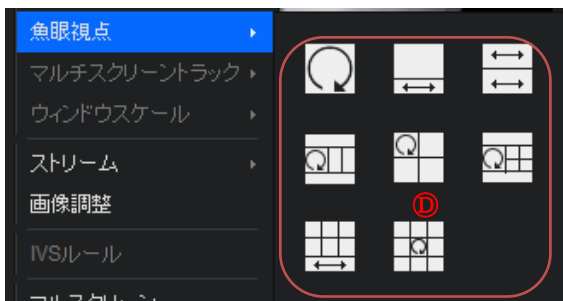 魚眼視点
マルチスクリーントラック
ウィンドウスケール
ストリーム
画像調整
Ⓓ
IVSルール